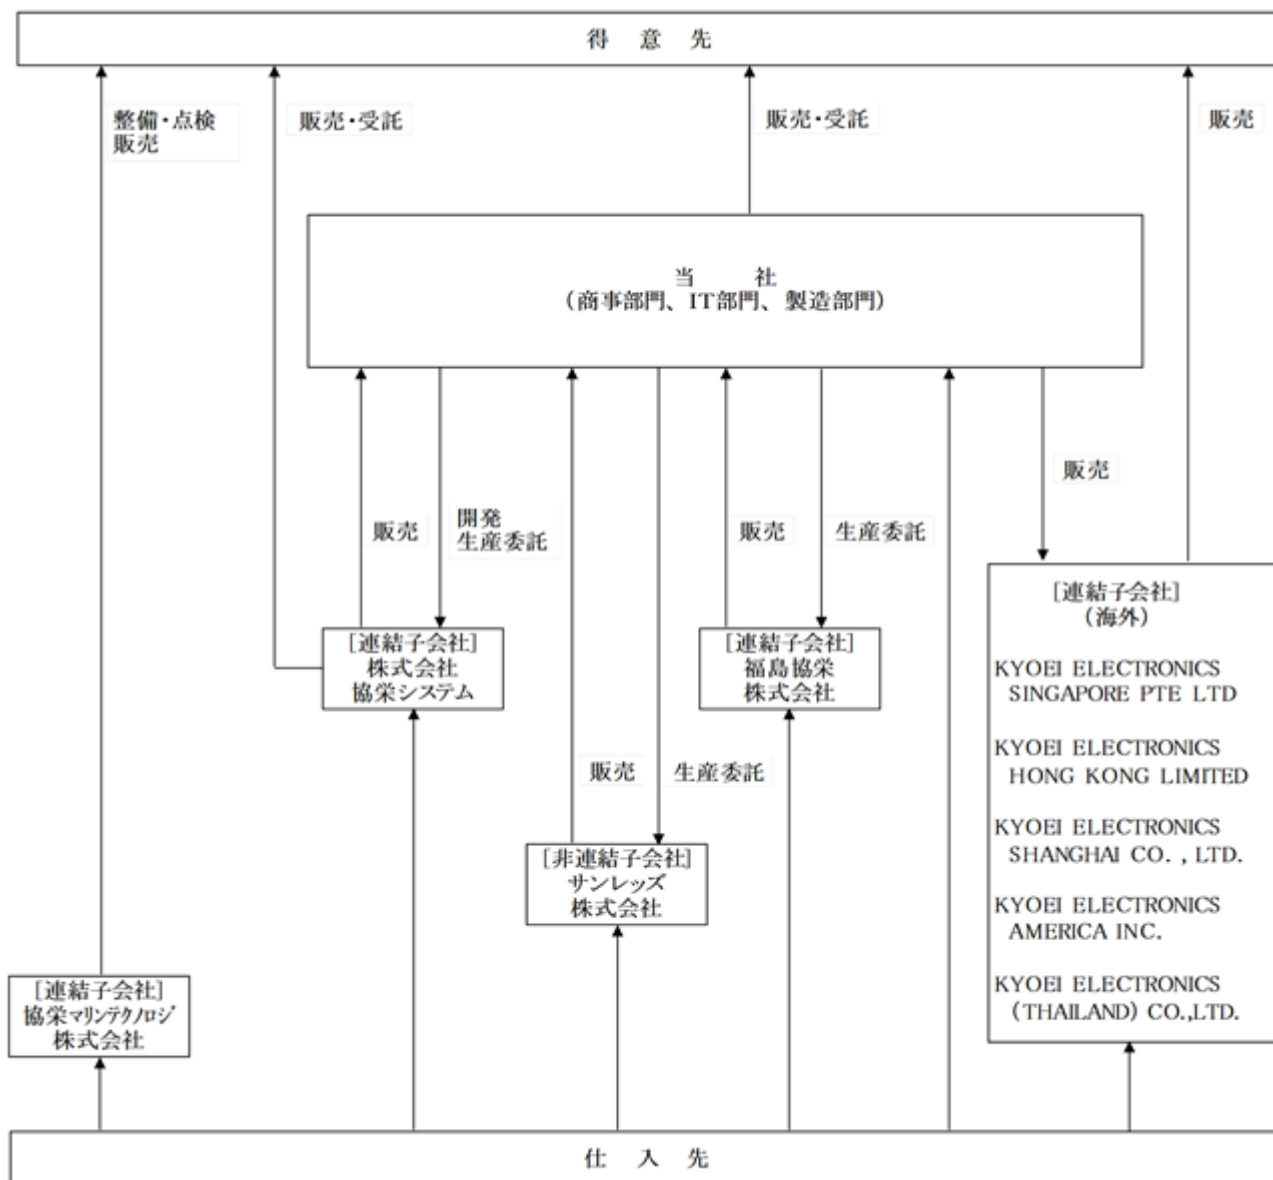 得 意 先
整備・点検
販売
販売・受託
販売・受託
販売
当 社
（商事部門、IT部門、製造部門）
販売
販売
開発
生産委託
販売
生産委託
[連結子会社]
（海外）
[連結子会社]
株式会社
協栄システム
[連結子会社]
福島協栄
株式会社
KYOEI ELECTRONICS
SINGAPORE PTE LTD
KYOEI ELECTRONICS
HONG KONG LIMITED
販売
生産委託
KYOEI ELECTRONICS
SHANGHAI CO. , LTD.
[非連結子会社]
サンレッズ
株式会社
KYOEI ELECTRONICS
AMERICA INC.
[連結子会社]
協栄マリンテクノロジ
株式会社
KYOEI ELECTRONICS
(THAILAND) CO.,LTD.
仕 入 先